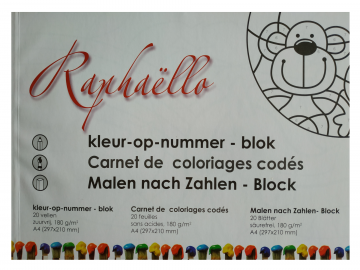 Raphaëllo
kleur-op-nummer - blok
Carnet de coloriages codés
Malen nach Zahlen - Block
kleur-op-nummer - blok
20 vellen
zuurvrij, 180 g/m²
A4 (297x210 mm)
Carnet de coloriages codés
20 feuilles
sans acides, 180 g/m²
A4 (297x210 mm)
Malen nach Zahlen- Block
20 Blätter
säurefrei, 180 g/m²
A4 (297x210 mm)